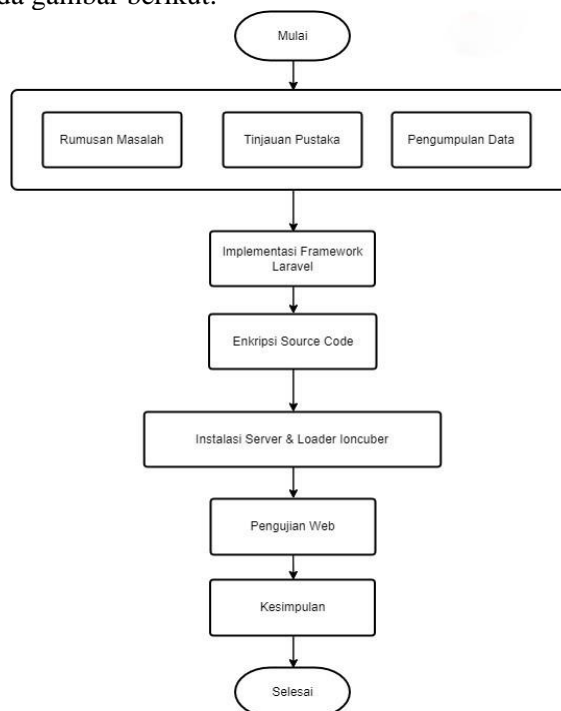 da gambar berikut:
Mulai
Rumusan Masalah
Tinjauan Pustaka
Pengumpulan Data
Implementasi Framework
Laravel
Enkripsi Source Code
Instalasi Server & Loader Ioncuber
Pengujian Web
Kesimpulan
Selesai